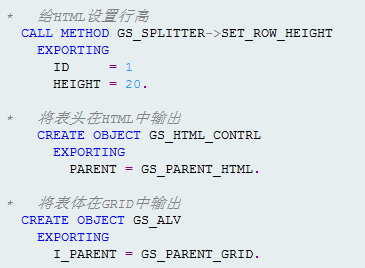 *   给HTML设置行高
  CALL METHOD GS_SPLITTER->SET_ROW_HEIGHT
    EXPORTING
      ID     = 1
      HEIGHT = 20.

*   将表头在HTML中输出
    CREATE OBJECT GS_HTML_CONTRL
      EXPORTING
        PARENT = GS_PARENT_HTML.

*   将表体在GRID中输出
  CREATE OBJECT GS_ALV
    EXPORTING
      I_PARENT = GS_PARENT_GRID.